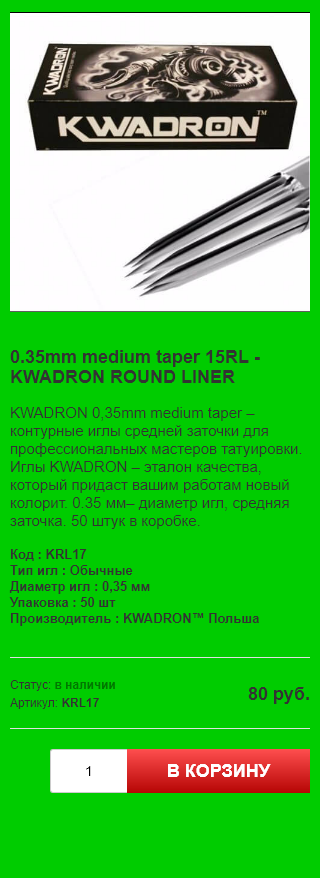 KWADRON™
0.35mm medium taper 15RL -
KWADRON ROUND LINER
KWADRON 0,35mm medium taper –
контурные иглы средней заточки для
профессиональных мастеров татуировки.
Иглы KWADRON – эталон качества,
который придаст вашим работам новый
колорит. 0.35 мм– диаметр игл, средняя
заточка. 50 штук в коробке.
Код : KRL17
Тип игл : Обычные
Диаметр игл : 0,35 мм
Упаковка : 50 шт
Производитель : KWADRON™ Польша
Статус: в наличии
Артикул: KRL17
80 руб.
1
В КОРЗИНУ